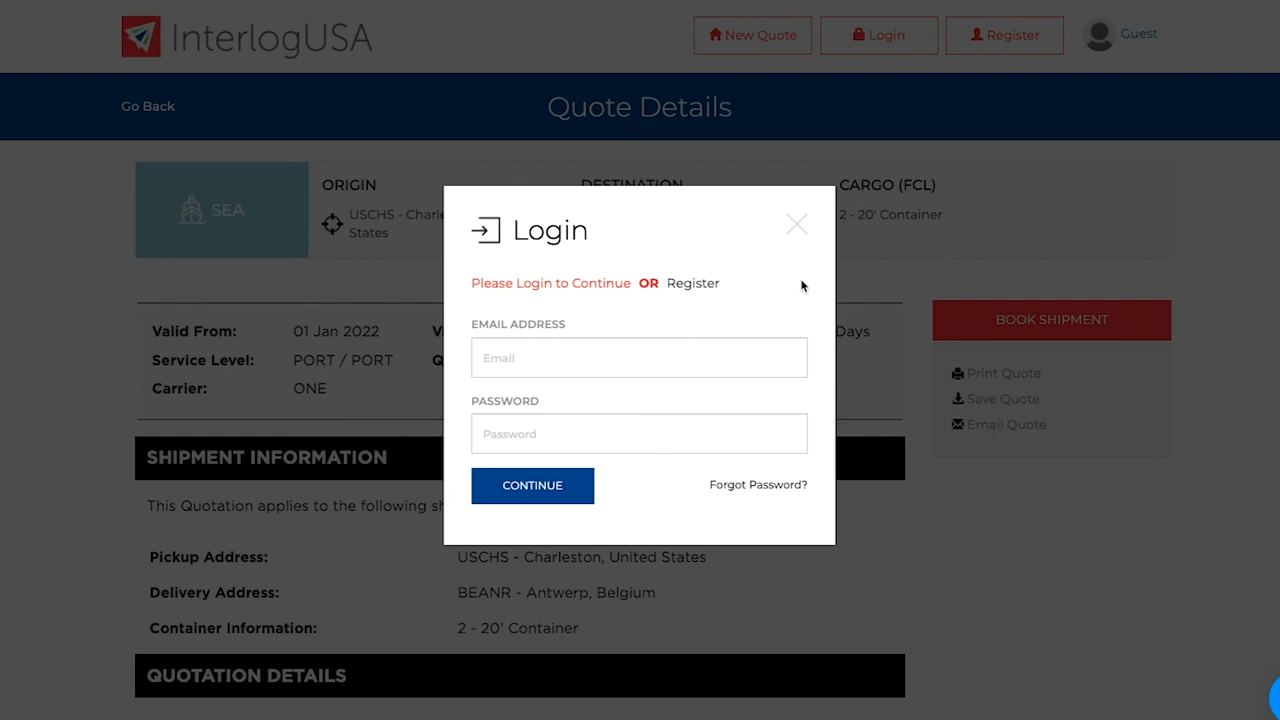 InterlogUSA
New Quote
Login
Register
Guest
Go Back
Quote Details
SEA
ORIGIN
USCHS -
States
DESTINATION
CARGO (FCL)
2 - 20' Container
Login
Please Login to Continue OR Register
EMAIL ADDRESS
Email
PASSWORD
Password
CONTINUE
Forgot Password?
Valid From: 01 Jan 2022
Days
Service Level: PORT / PORT
Carrier: ONE
BOOK SHIPMENT
Print Quote
Save Quote
Email Quote
SHIPMENT INFORMATION
This Quotation applies to the following
Pickup Address: USCHS - Charleston, United States
Delivery Address: BEANR - Antwerp, Belgium
Container Information: 2 - 20' Container
QUOTATION DETAILS